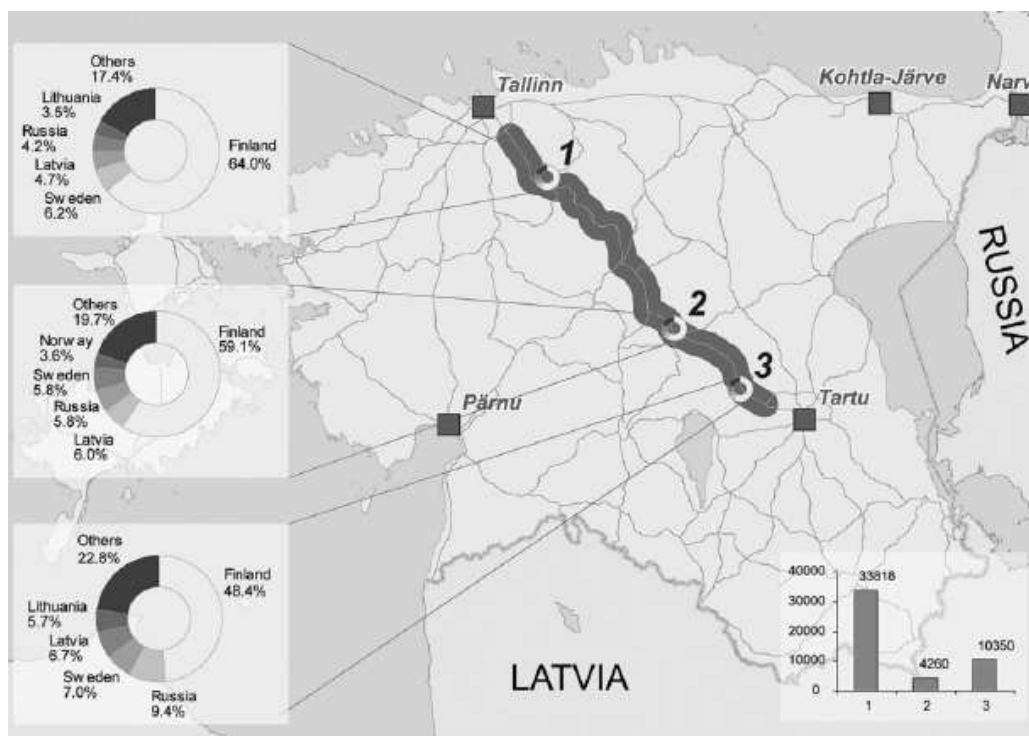 Others
17.4%
Lithuania
3.5%
Russia
4.2%
Latvia
4.7%
Sweden
6.2%
Finland
64.0%
Others
19.7%
Norway
3.6%
Sweden
5.8%
Russia
5.8%
Latvia
6.0%
Finland
59.1%
Others
22.8%
Lithuania
5.7%
Latvia
6.7%
Sweden
7.0%
Russia
9.4%
Finland
48.4%
Tallinn
Kohtla-Järve
Narv
1
2
3
Pärnu
Tartu
RUSSIA
LATVIA
40000
30000
20000
10000
0
33818
4260
10350
1
2
3